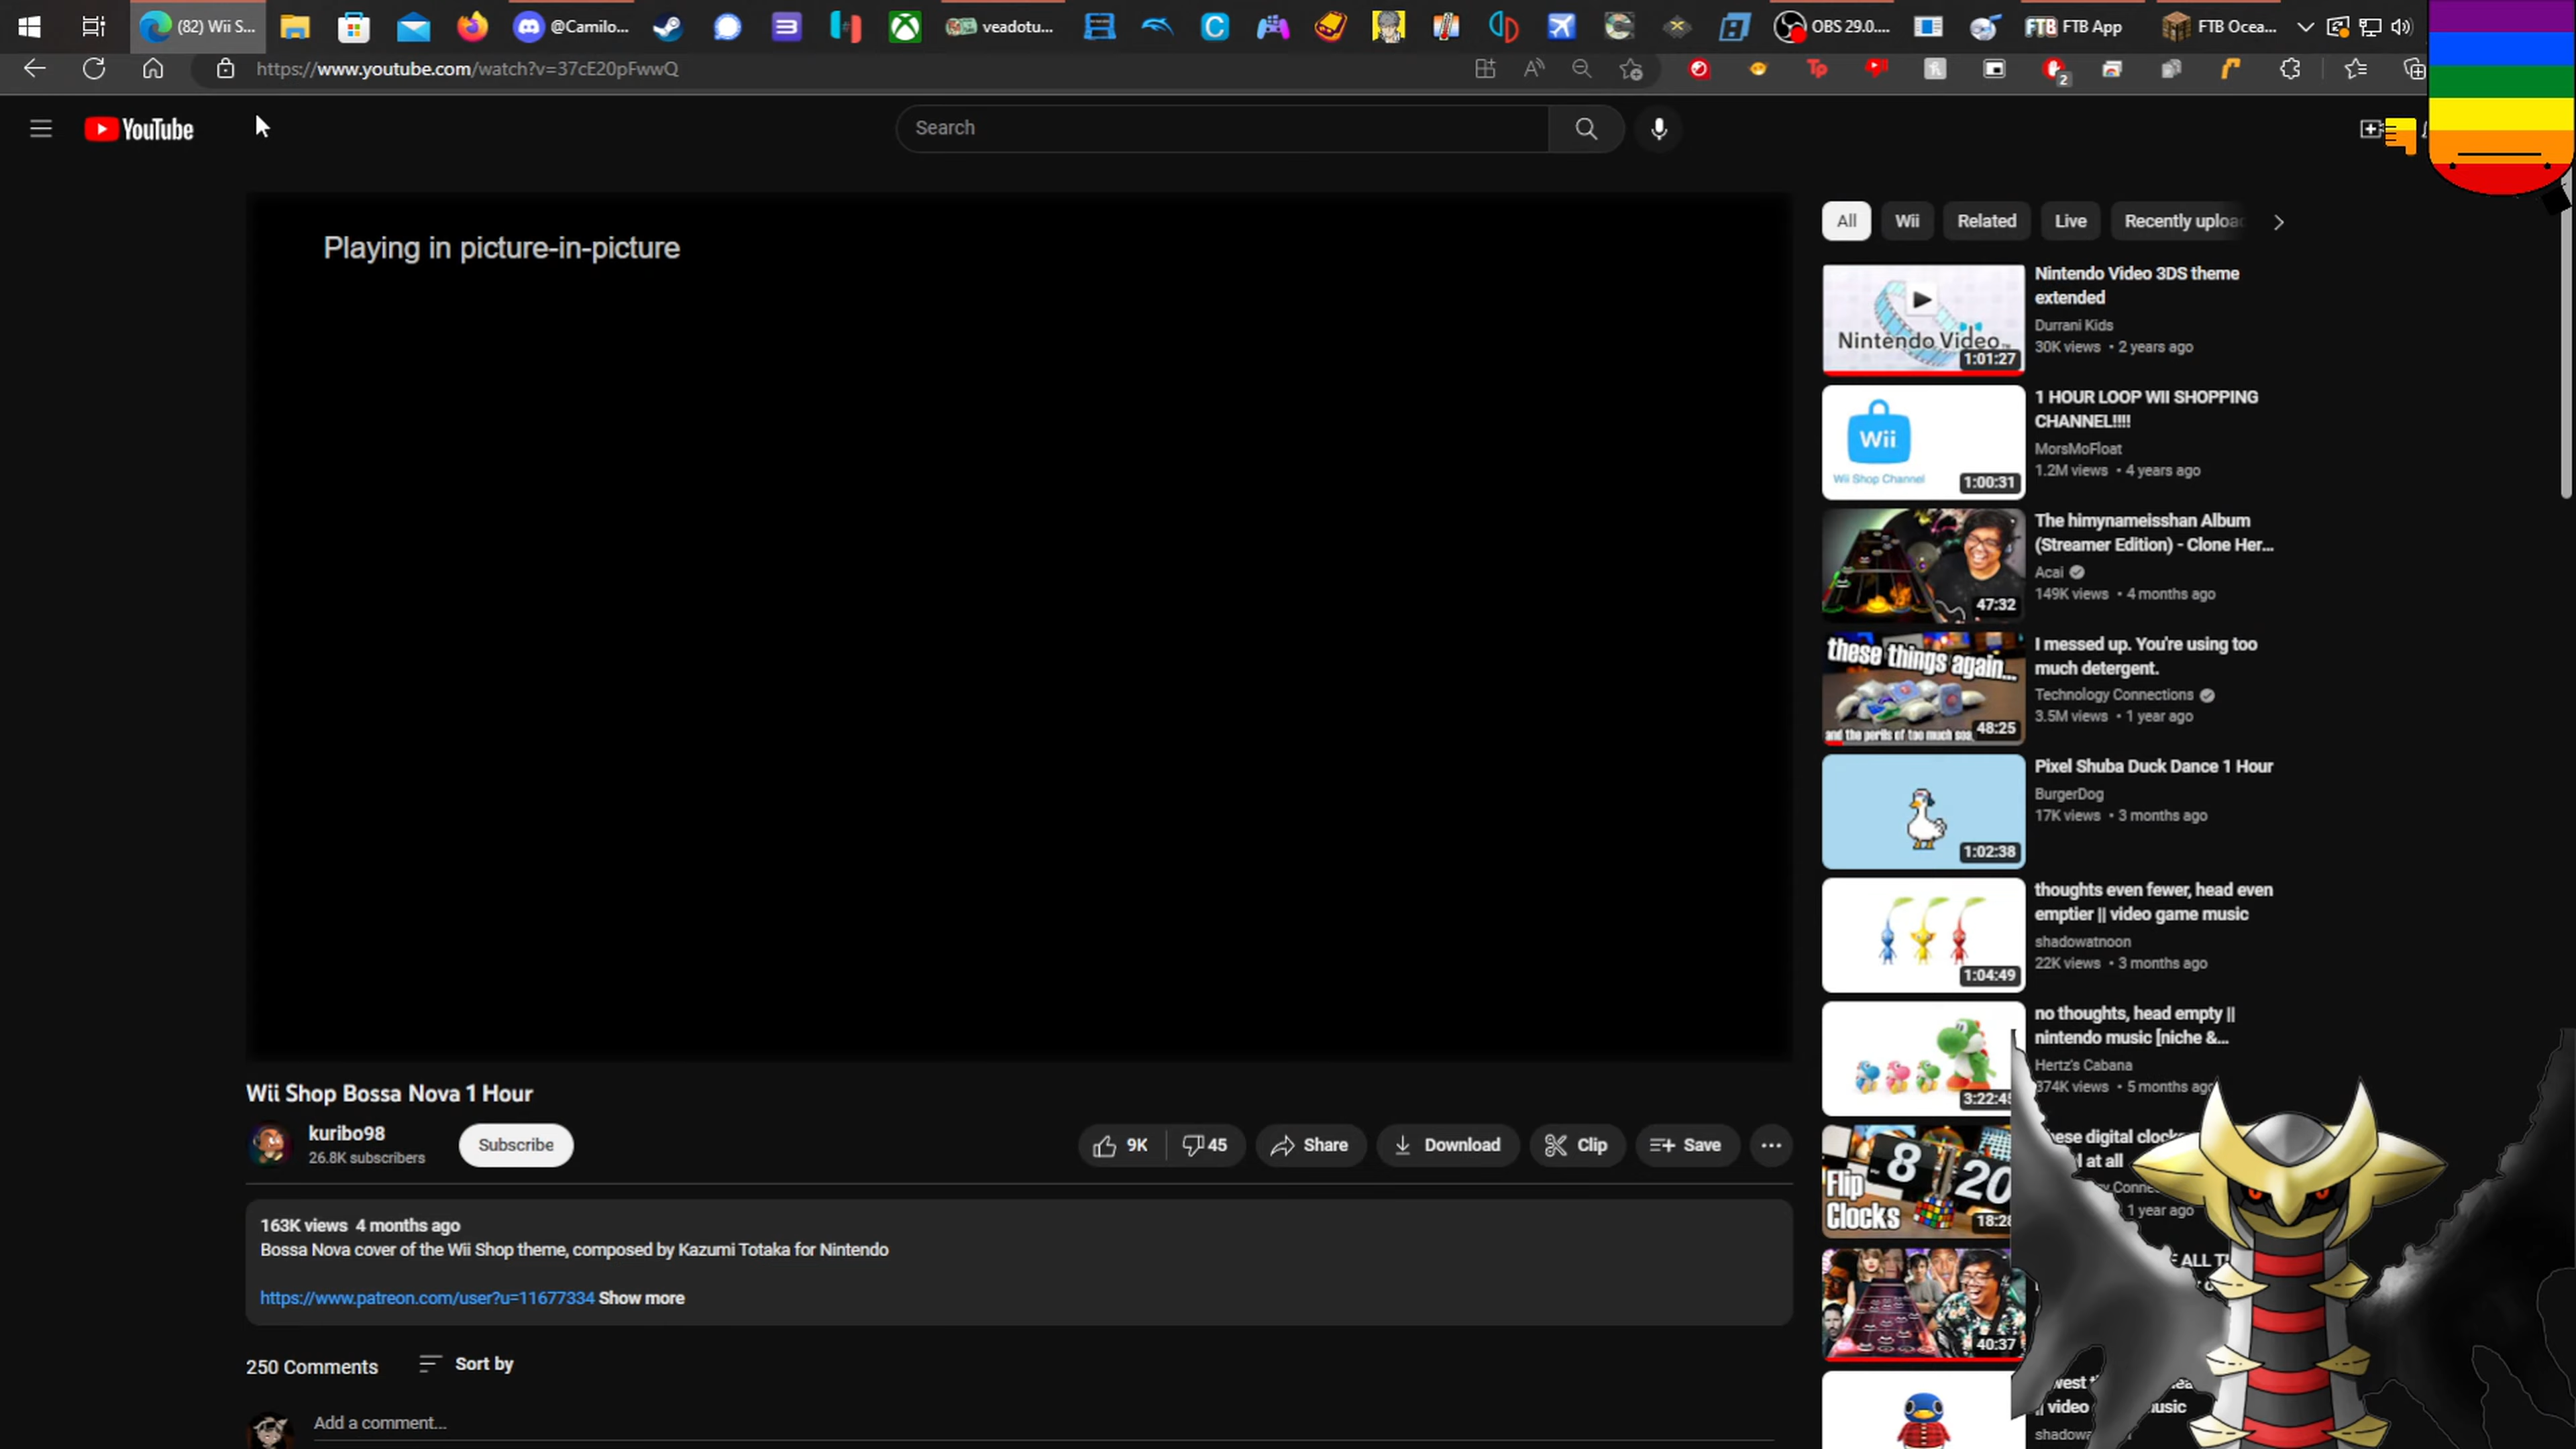 (82) Wii S...
@Camilo...
veadotu...
OBS 29.0....
FTB FTB App
FTB Ocea...
https://www.youtube.com/watch?v=37cE20pFwwQ
2
YouTube
Search
Playing in picture-in-picture
All
Wii
Related
Live
Recently uploa
Nintendo Video
1:01:27
Nintendo Video 3DS theme
extended
Durrani Kids
30K views • 2 years ago
Wii
Wii Shop Channel
1:00:31
1 HOUR LOOP WII SHOPPING
CHANNEL!!!!
MorsMoFloat
1.2M views • 4 years ago
47:32
The himynameisshan Album
(Streamer Edition) - Clone Her...
Acai
149K views • 4 months ago
these things again...
and the perils of too much soa
48:25
I messed up. You're using too
much detergent.
Technology Connections
3.5M views • 1 year ago
1:02:38
Pixel Shuba Duck Dance 1 Hour
BurgerDog
17K views • 3 months ago
1:04:49
thoughts even fewer, head even
emptier || video game music
shadowatnoon
22K views • 3 months ago
3:22:45
no thoughts, head empty ||
nintendo music [niche &...
Hertz's Cabana
374K views • 5 months ago
8 20
Flip
Clocks
18:28
ese digital clock
l at all
y Conne
1 year ago
40:37
ALL T
west
video
usic
shadow
Wii Shop Bossa Nova 1 Hour
kuribo98
26.8K subscribers
Subscribe
9K
45
Share
Download
Clip
Save
163K views 4 months ago
Bossa Nova cover of the Wii Shop theme, composed by Kazumi Totaka for Nintendo
https://www.patreon.com/user?u=11677334 Show more
250 Comments
Sort by
Add a comment...